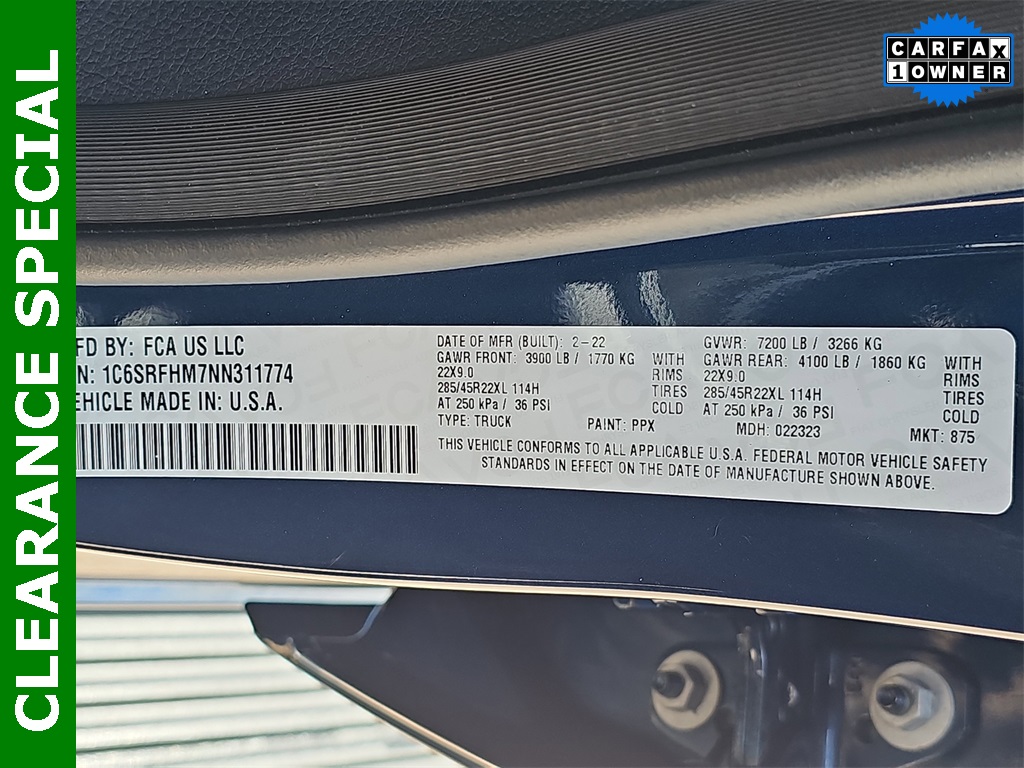 CLEARANCE SPECIAL
CARFAX
1 OWNER
FD BY: FCA US LLC
N: 1C6SRFHM7NN311774
EHICLE MADE IN: U.S.A.
DATE OF MFR (BUILT): 2-22
GAWR FRONT: 3900 LB / 1770 KG WITH
22X9.0 RIMS
285/45R22XL 114H TIRES
AT 250 kPa / 36 PSI COLD
TYPE: TRUCK PAINT: PPX
GVWR: 7200 LB / 3266 KG
GAWR REAR: 4100 LB / 1860 KG WITH
22X9.0 RIMS
285/45R22XL 114H TIRES
AT 250 kPa / 36 PSI COLD
MDH: 022323 MKT: 875
THIS VEHICLE CONFORMS TO ALL APPLICABLE U.S.A. FEDERAL MOTOR VEHICLE SAFETY
STANDARDS IN EFFECT ON THE DATE OF MANUFACTURE SHOWN ABOVE.